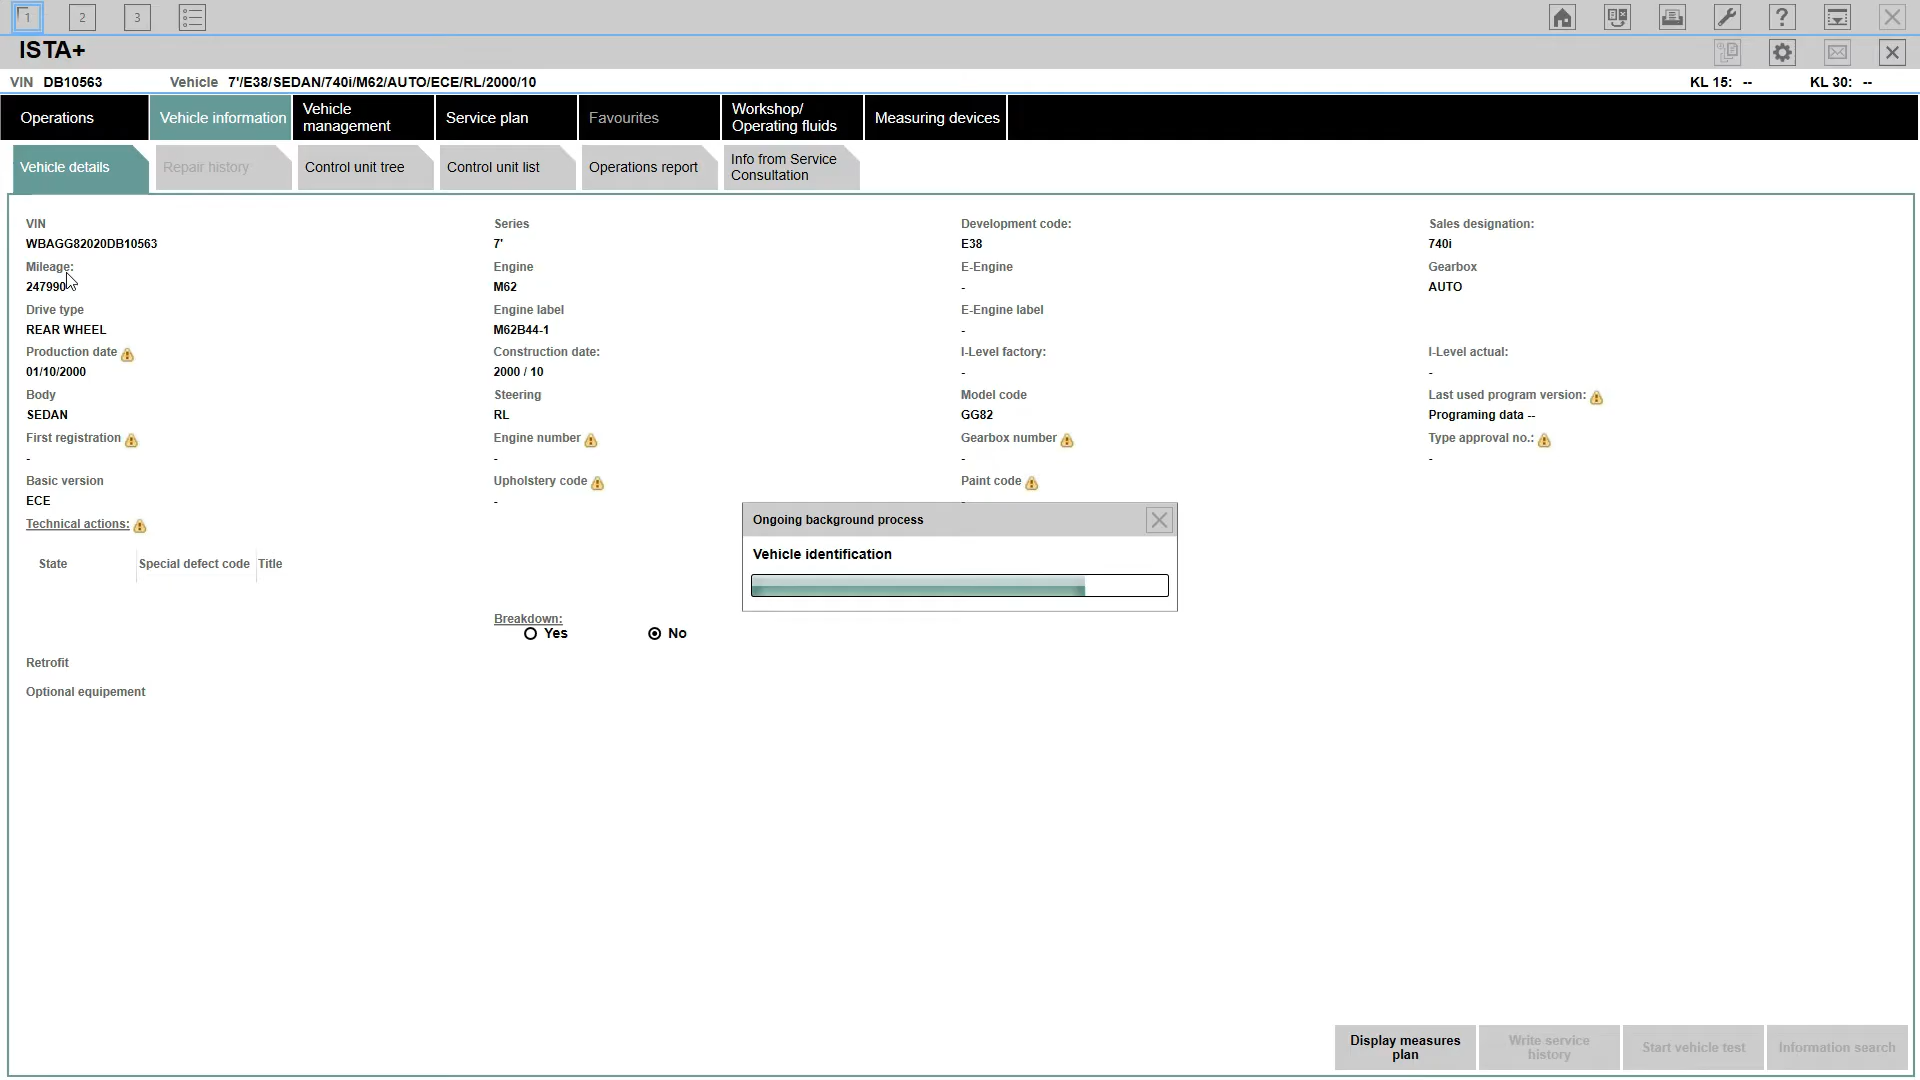 1 2 3
ISTA+
VIN DB10563 Vehicle 7'/E38/SEDAN/740i/M62/AUTO/ECE/RL/2000/10 KL 15: -- KL 30: --
Operations
Vehicle information
Vehicle
management
Service plan
Favourites
Workshop/
Operating fluids
Measuring devices
Vehicle details
Repair history
Control unit tree
Control unit list
Operations report
Info from Service
Consultation
VIN Series Development code: Sales designation:
WBAGG82020DB10563 7' E38 740i
Mileage: Engine E-Engine Gearbox
247990 M62 - AUTO
Drive type Engine label E-Engine label
REAR WHEEL M62B44-1 -
Production date Construction date: I-Level factory: I-Level actual:
01/10/2000 2000 / 10 - -
Body Steering Model code Last used program version:
SEDAN RL GG82 Programing data --
First registration Engine number Gearbox number Type approval no.:
- - - -
Basic version Upholstery code Paint code
ECE - -
Technical actions:
State Special defect code Title
Ongoing background process
Vehicle identification
Breakdown:
Yes No
Retrofit
Optional equipement
Display measures
plan
Write service
history
Start vehicle test
Information search